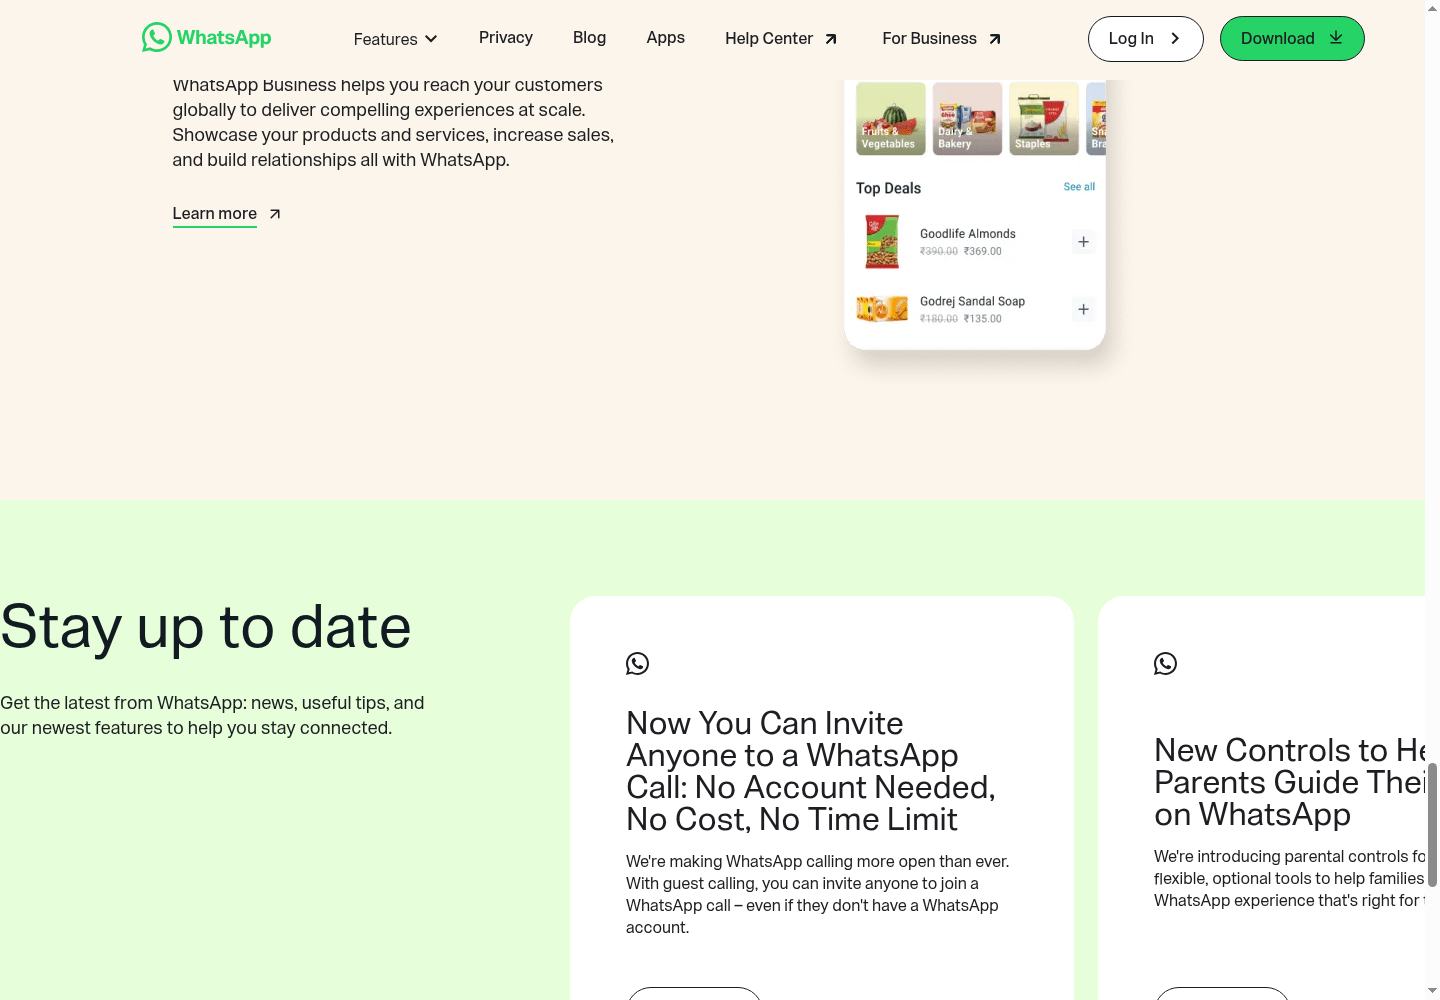 WhatsApp
Features
Privacy
Blog
Apps
Help Center
For Business
Log In
Download
WhatsApp Business helps you reach your customers
globally to deliver compelling experiences at scale.
Showcase your products and services, increase sales,
and build relationships all with WhatsApp.
Learn more
Fruits &
Vegetables
Dairy &
Bakery
Staples
Top Deals
See all
Goodlife Almonds
₹390.00 ₹369.00
Godrej Sandal Soap
₹180.00 ₹135.00
Stay up to date
Get the latest from WhatsApp: news, useful tips, and
our newest features to help you stay connected.
Now You Can Invite
Anyone to a WhatsApp
Call: No Account Needed,
No Cost, No Time Limit
We're making WhatsApp calling more open than ever.
With guest calling, you can invite anyone to join a
WhatsApp call – even if they don't have a WhatsApp
account.
New Controls to
Parents Guide
on WhatsApp
We're introducing parental controls
flexible, optional tools to help families
WhatsApp experience that's right for